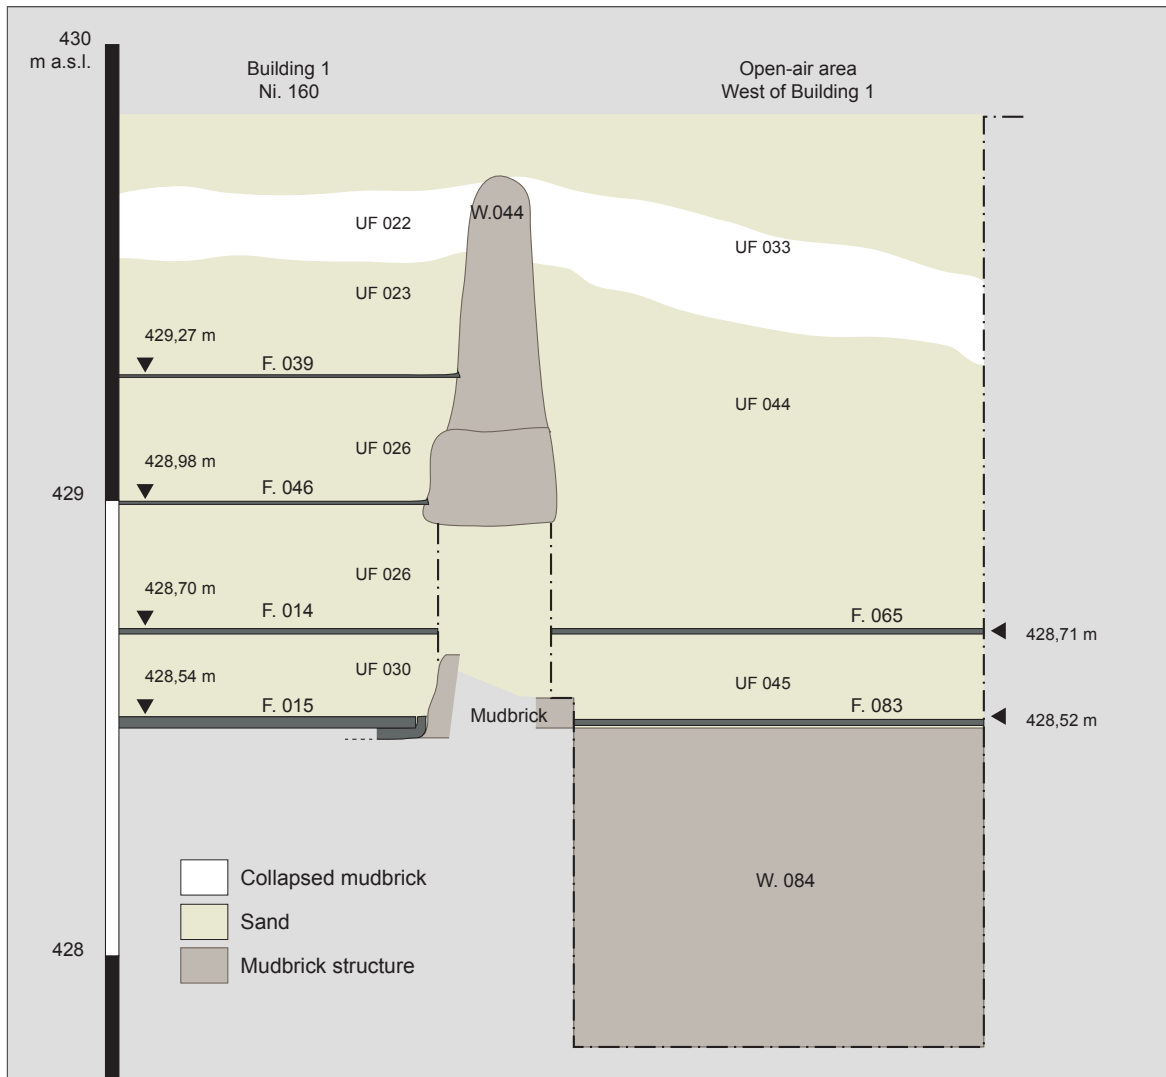 430
m a.s.l.
Building 1
Ni. 160
Open-air area
West of Building 1
UF 022
W.044
UF 033
UF 023
429,27 m
F. 039
UF 044
UF 026
428,98 m
F. 046
429
UF 026
428,70 m
F. 014
F. 065
428,71 m
UF 030
428,54 m
UF 045
F. 015
Mudbrick
F. 083
428,52 m
Collapsed mudbrick
W. 084
Sand
428
Mudbrick structure